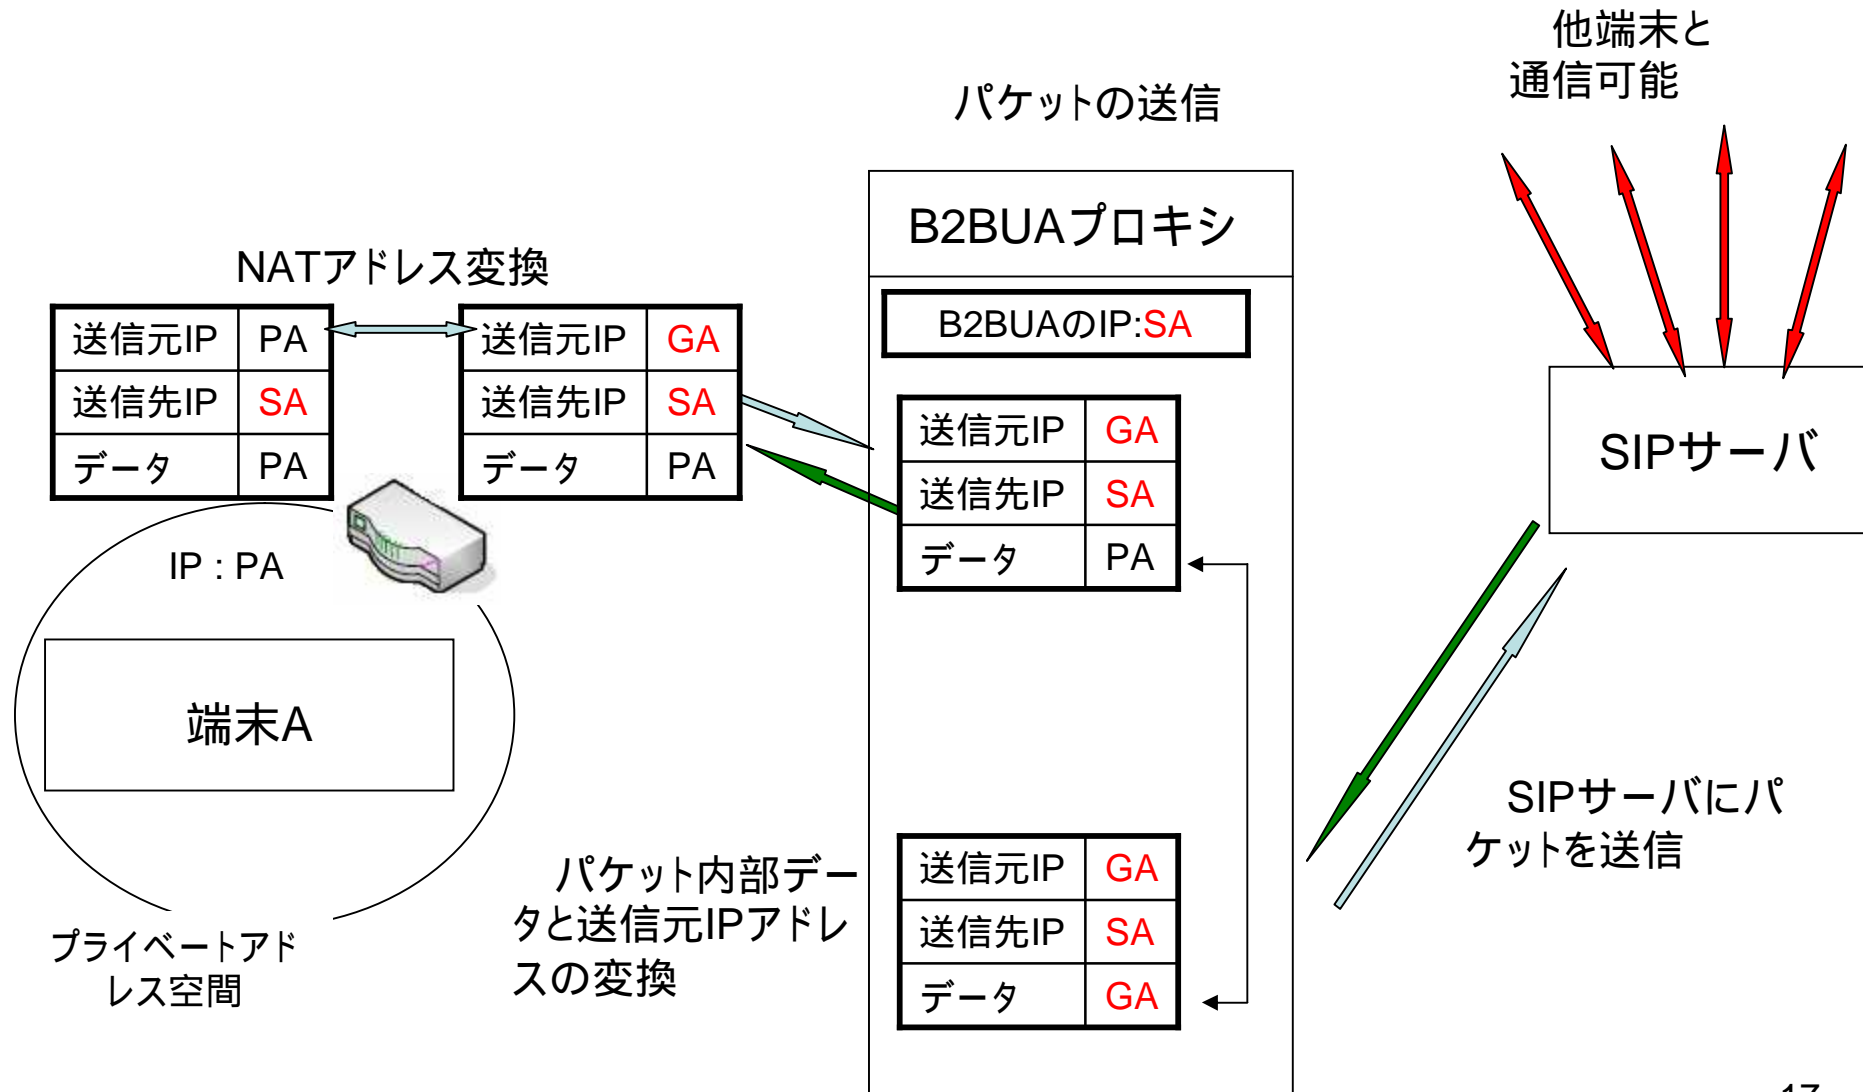 他端末と
通信可能
パケットの送信
B2BUAプロキシ
NATアドレス変換
B2BUAのIP:SA
送信元IP PA
送信先IP SA
データ PA
送信元IP GA
送信先IP SA
データ PA
送信元IP GA
送信先IP SA
データ PA
SIPサーバ
IP : PA
端末A
プライベートアド
レス空間
パケット内部デー
タと送信元IPアドレ
スの変換
送信元IP GA
送信先IP SA
データ GA
SIPサーバにパ
ケットを送信
17